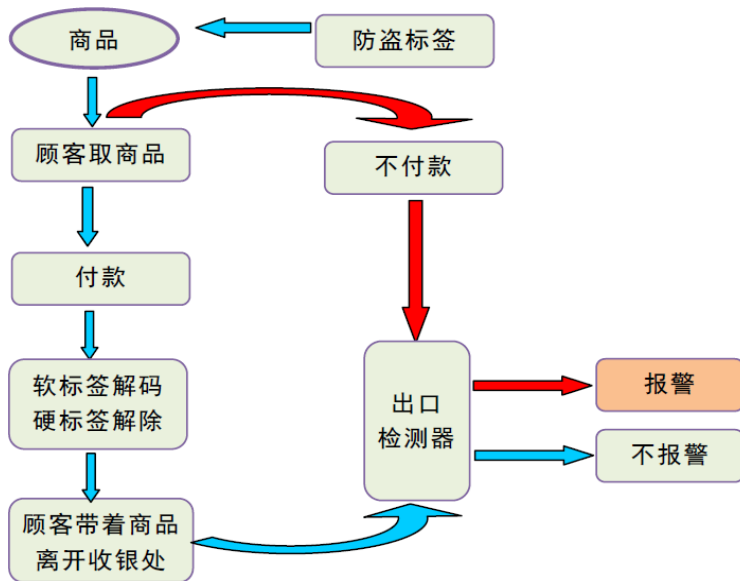 商品
防盗标签
顾客取商品
不付款
付款
软标签解码
硬标签解除
出口
检测器
报警
不报警
顾客带着商品
离开收银处